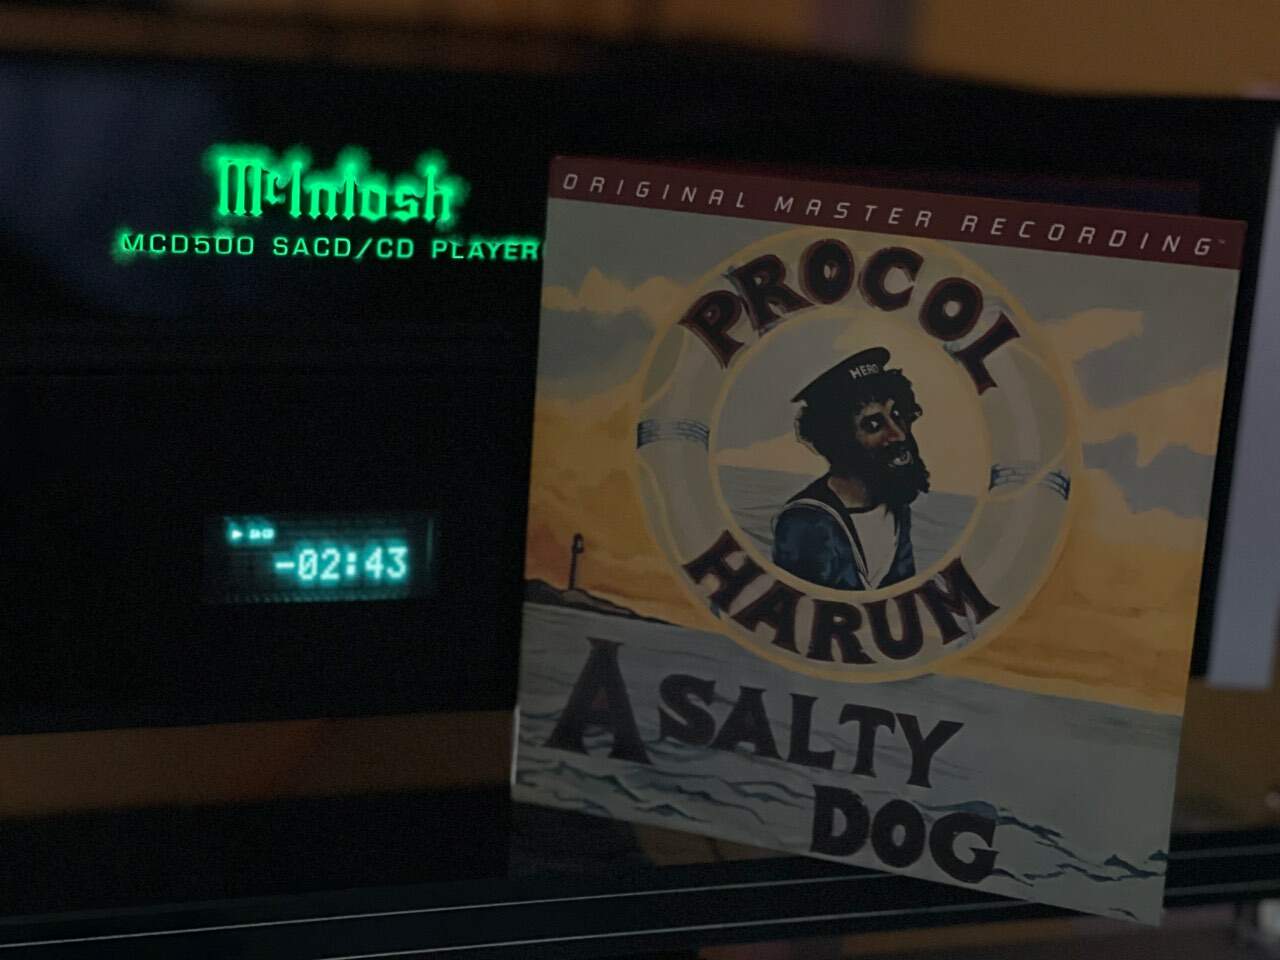 McIntosh
MCD500 SACD/CD PLAYER
-02:43
ORIGINAL MASTER RECORDING™
PROCOL
HERO
HARUM
A SALTY
DOG